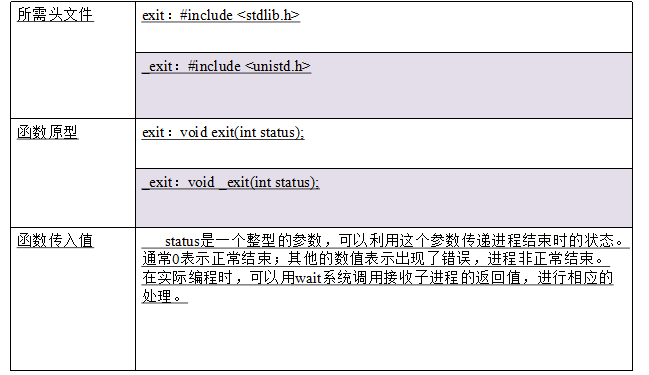 所需头文件
exit：#include <stdlib.h>
_exit：#include <unistd.h>
函数原型
exit：void exit(int status);
_exit：void _exit(int status);
函数传入值
status是一个整型的参数，可以利用这个参数传递进程结束时的状态。
通常0表示正常结束；其他的数值表示出现了错误，进程非正常结束。
在实际编程时，可以用wait系统调用接收子进程的返回值，进行相应的
处理。